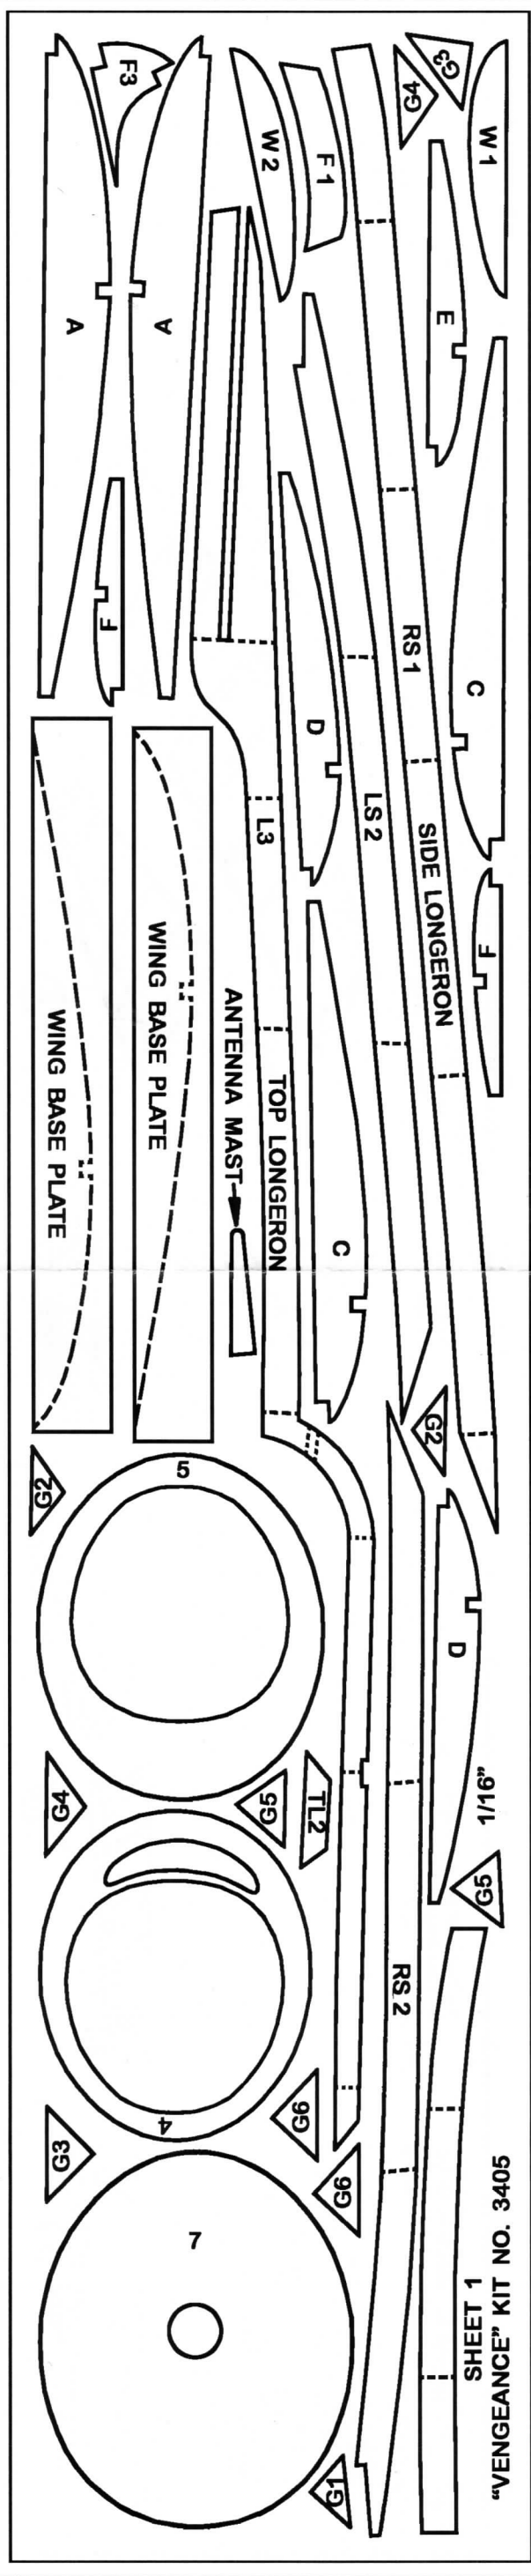 W 1
G3
G4
F3
W 2
F 1
E
A
A
C
F
RS 1
D
L3
LS 2
SIDE LONGERON
F
WING BASE PLATE
WING BASE PLATE
ANTENNA MAST
TOP LONGERON
C
G2
G2
5
D
1/16”
G4
G5
TL2
G5
RS 2
4
G3
G6
G6
7
SHEET 1
“VENGEANCE” KIT NO. 3405
G1